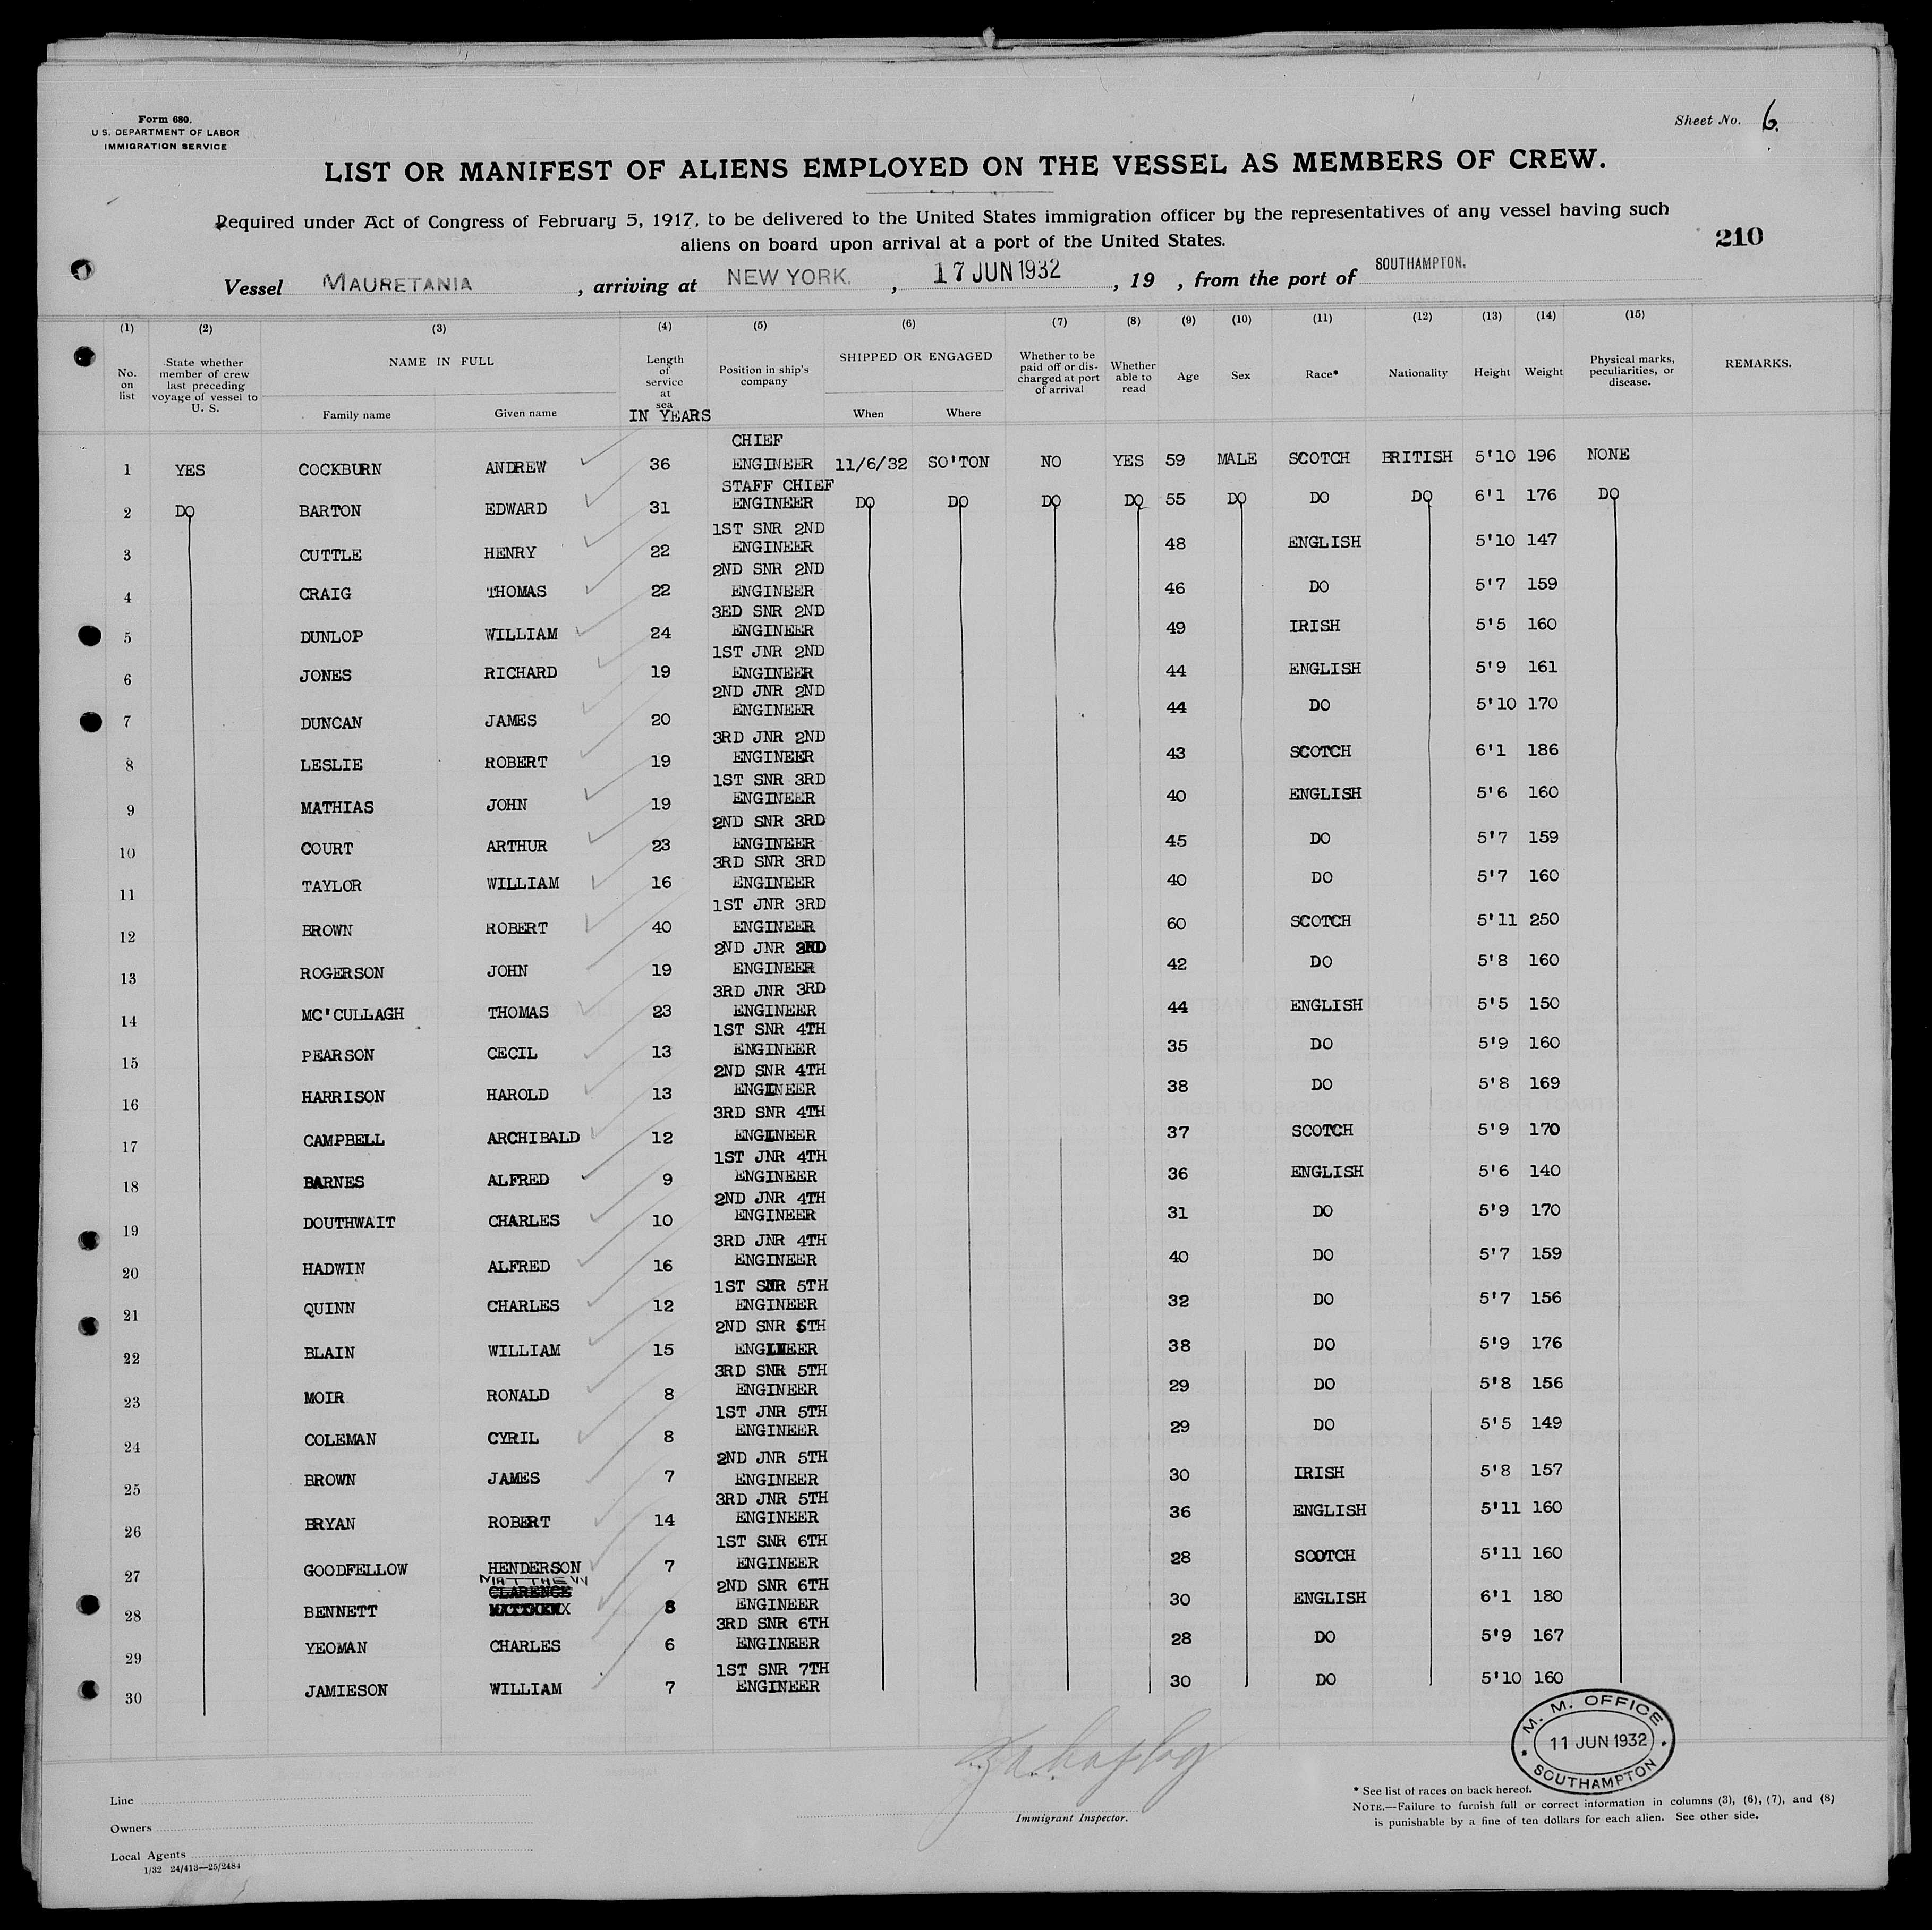 Form 680.
U. S. DEPARTMENT OF LABOR
IMMIGRATION SERVICE
Sheet No. 6.
LIST OR MANIFEST OF ALIENS EMPLOYED ON THE VESSEL AS MEMBERS OF CREW.
Required under Act of Congress of February 5, 1917, to be delivered to the United States immigration officer by the representatives of any vessel having such
aliens on board upon arrival at a port of the United States.
210
Vessel MAURETANIA , arriving at NEW YORK. , 17 JUN 1932 , 19 , from the port of SOUTHAMPTON.
(1) (2) (3) (4) (5) (6) (7) (8) (9) (10) (11) (12) (13) (14) (15)
No. on list State whether member of crew last preceding voyage of vessel to U. S. NAME IN FULL Family name Given name Length of service at sea IN YEARS Position in ship's company SHIPPED OR ENGAGED When Where Whether to be paid off or discharged at port of arrival Whether able to read Age Sex Race* Nationality Height Weight Physical marks, peculiarities, or disease. REMARKS.
1 YES COCKBURN ANDREW 36 CHIEF ENGINEER 11/6/32 SO'TON NO YES 59 MALE SCOTCH BRITISH 5'10 196 NONE
2 DO BARTON EDWARD 31 STAFF CHIEF ENGINEER DO DO DO DO 55 DO DO DO 6'1 176 DO
3 CUTTLE HENRY 22 1ST SNR 2ND ENGINEER 48 ENGLISH 5'10 147
4 CRAIG THOMAS 22 2ND SNR 2ND ENGINEER 46 DO 5'7 159
5 DUNLOP WILLIAM 24 3ED SNR 2ND ENGINEER 49 IRISH 5'5 160
6 JONES RICHARD 19 1ST JNR 2ND ENGINEER 44 ENGLISH 5'9 161
7 DUNCAN JAMES 20 2ND JNR 2ND ENGINEER 44 DO 5'10 170
8 LESLIE ROBERT 19 3RD JNR 2ND ENGINEER 43 SCOTCH 6'1 186
9 MATHIAS JOHN 19 1ST SNR 3RD ENGINEER 40 ENGLISH 5'6 160
10 COURT ARTHUR 23 2ND SNR 3RD ENGINEER 45 DO 5'7 159
11 TAYLOR WILLIAM 16 3RD SNR 3RD ENGINEER 40 DO 5'7 160
12 BROWN ROBERT 40 1ST JNR 3RD ENGINEER 60 SCOTCH 5'11 250
13 ROGERSON JOHN 19 2ND JNR 3RD ENGINEER 42 DO 5'8 160
14 MC'CULLAGH THOMAS 23 3RD JNR 3RD ENGINEER 44 ENGLISH 5'5 150
15 PEARSON CECIL 13 1ST SNR 4TH ENGINEER 35 DO 5'9 160
16 HARRISON HAROLD 13 2ND SNR 4TH ENGINEER 38 DO 5'8 169
17 CAMPBELL ARCHIBALD 12 3RD SNR 4TH ENGINEER 37 SCOTCH 5'9 170
18 BARNES ALFRED 9 1ST JNR 4TH ENGINEER 36 ENGLISH 5'6 140
19 DOUTHWAIT CHARLES 10 2ND JNR 4TH ENGINEER 31 DO 5'9 170
20 HADWIN ALFRED 16 3RD JNR 4TH ENGINEER 40 DO 5'7 159
21 QUINN CHARLES 12 1ST SNR 5TH ENGINEER 32 DO 5'7 156
22 BLAIN WILLIAM 15 2ND SNR 5TH ENGINEER 38 DO 5'9 176
23 MOIR RONALD 8 3RD SNR 5TH ENGINEER 29 DO 5'8 156
24 COLEMAN CYRIL 8 1ST JNR 5TH ENGINEER 29 DO 5'5 149
25 BROWN JAMES 7 2ND JNR 5TH ENGINEER 30 IRISH 5'8 157
26 BRYAN ROBERT 14 3RD JNR 5TH ENGINEER 36 ENGLISH 5'11 160
27 GOODFELLOW HENDERSON 7 1ST SNR 6TH ENGINEER 28 SCOTCH 5'11 160
28 BENNETT MATTHEW CLARENCE 8 2ND SNR 6TH ENGINEER 30 ENGLISH 6'1 180
29 YEOMAN CHARLES 6 3RD SNR 6TH ENGINEER 28 DO 5'9 167
30 JAMIESON WILLIAM 7 1ST SNR 7TH ENGINEER 30 DO 5'10 160
M. M. OFFICE
11 JUN 1932
SOUTHAMPTON
Line
Owners
Local Agents
1/32 24/413—25/2484
Immigrant Inspector.
* See list of races on back hereof.
NOTE.—Failure to furnish full or correct information in columns (3), (6), (7), and (8)
is punishable by a fine of ten dollars for each alien. See other side.